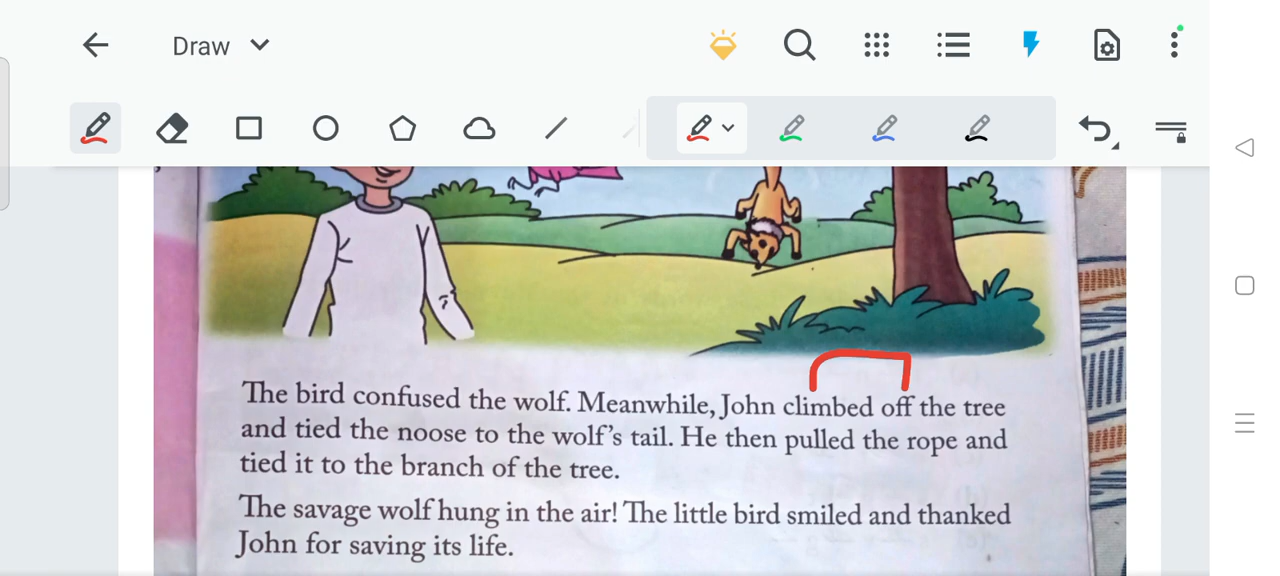 Draw
The bird confused the wolf. Meanwhile, John climbed off the tree
and tied the noose to the wolf's tail. He then pulled the rope and
tied it to the branch of the tree.
The savage wolf hung in the air! The little bird smiled and thanked
John for saving its life.